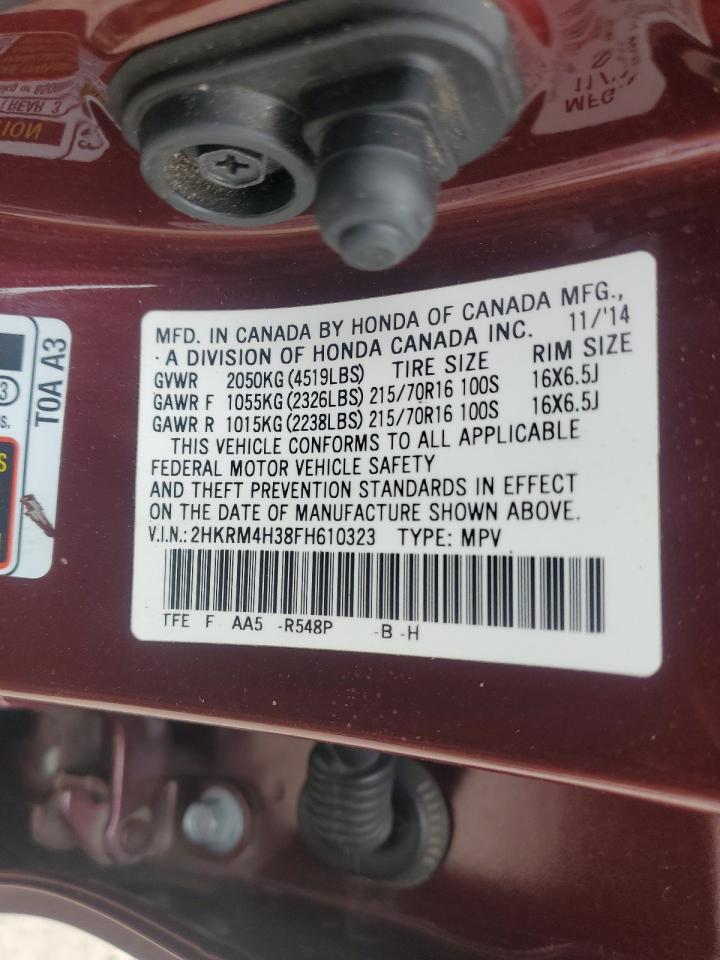 MFD. IN CANADA BY HONDA OF CANADA MFG.,
· A DIVISION OF HONDA CANADA INC. 11/'14
GVWR 2050KG (4519LBS) TIRE SIZE RIM SIZE
GAWR F 1055KG (2326LBS) 215/70R16 100S 16X6.5J
GAWR R 1015KG (2238LBS) 215/70R16 100S 16X6.5J
THIS VEHICLE CONFORMS TO ALL APPLICABLE
FEDERAL MOTOR VEHICLE SAFETY
AND THEFT PREVENTION STANDARDS IN EFFECT
ON THE DATE OF MANUFACTURE SHOWN ABOVE.
V.I.N.: 2HKRM4H38FH610323 TYPE: MPV
TFE F AA5 -R548P -B -H
T0A A3